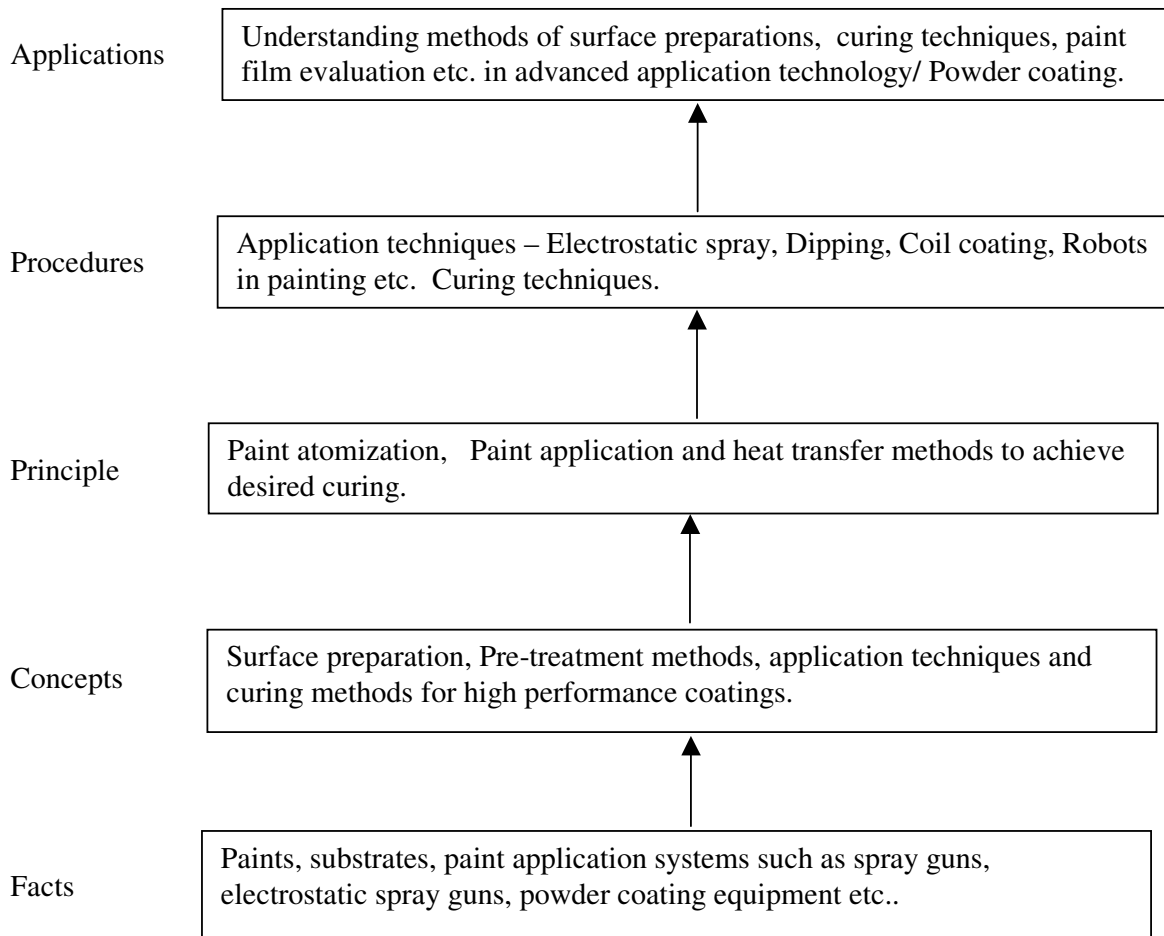 Applications
Understanding methods of surface preparations, curing techniques, paint
film evaluation etc. in advanced application technology/ Powder coating.
Procedures
Application techniques – Electrostatic spray, Dipping, Coil coating, Robots
in painting etc. Curing techniques.
Principle
Paint atomization, Paint application and heat transfer methods to achieve
desired curing.
Concepts
Surface preparation, Pre-treatment methods, application techniques and
curing methods for high performance coatings.
Facts
Paints, substrates, paint application systems such as spray guns,
electrostatic spray guns, powder coating equipment etc..